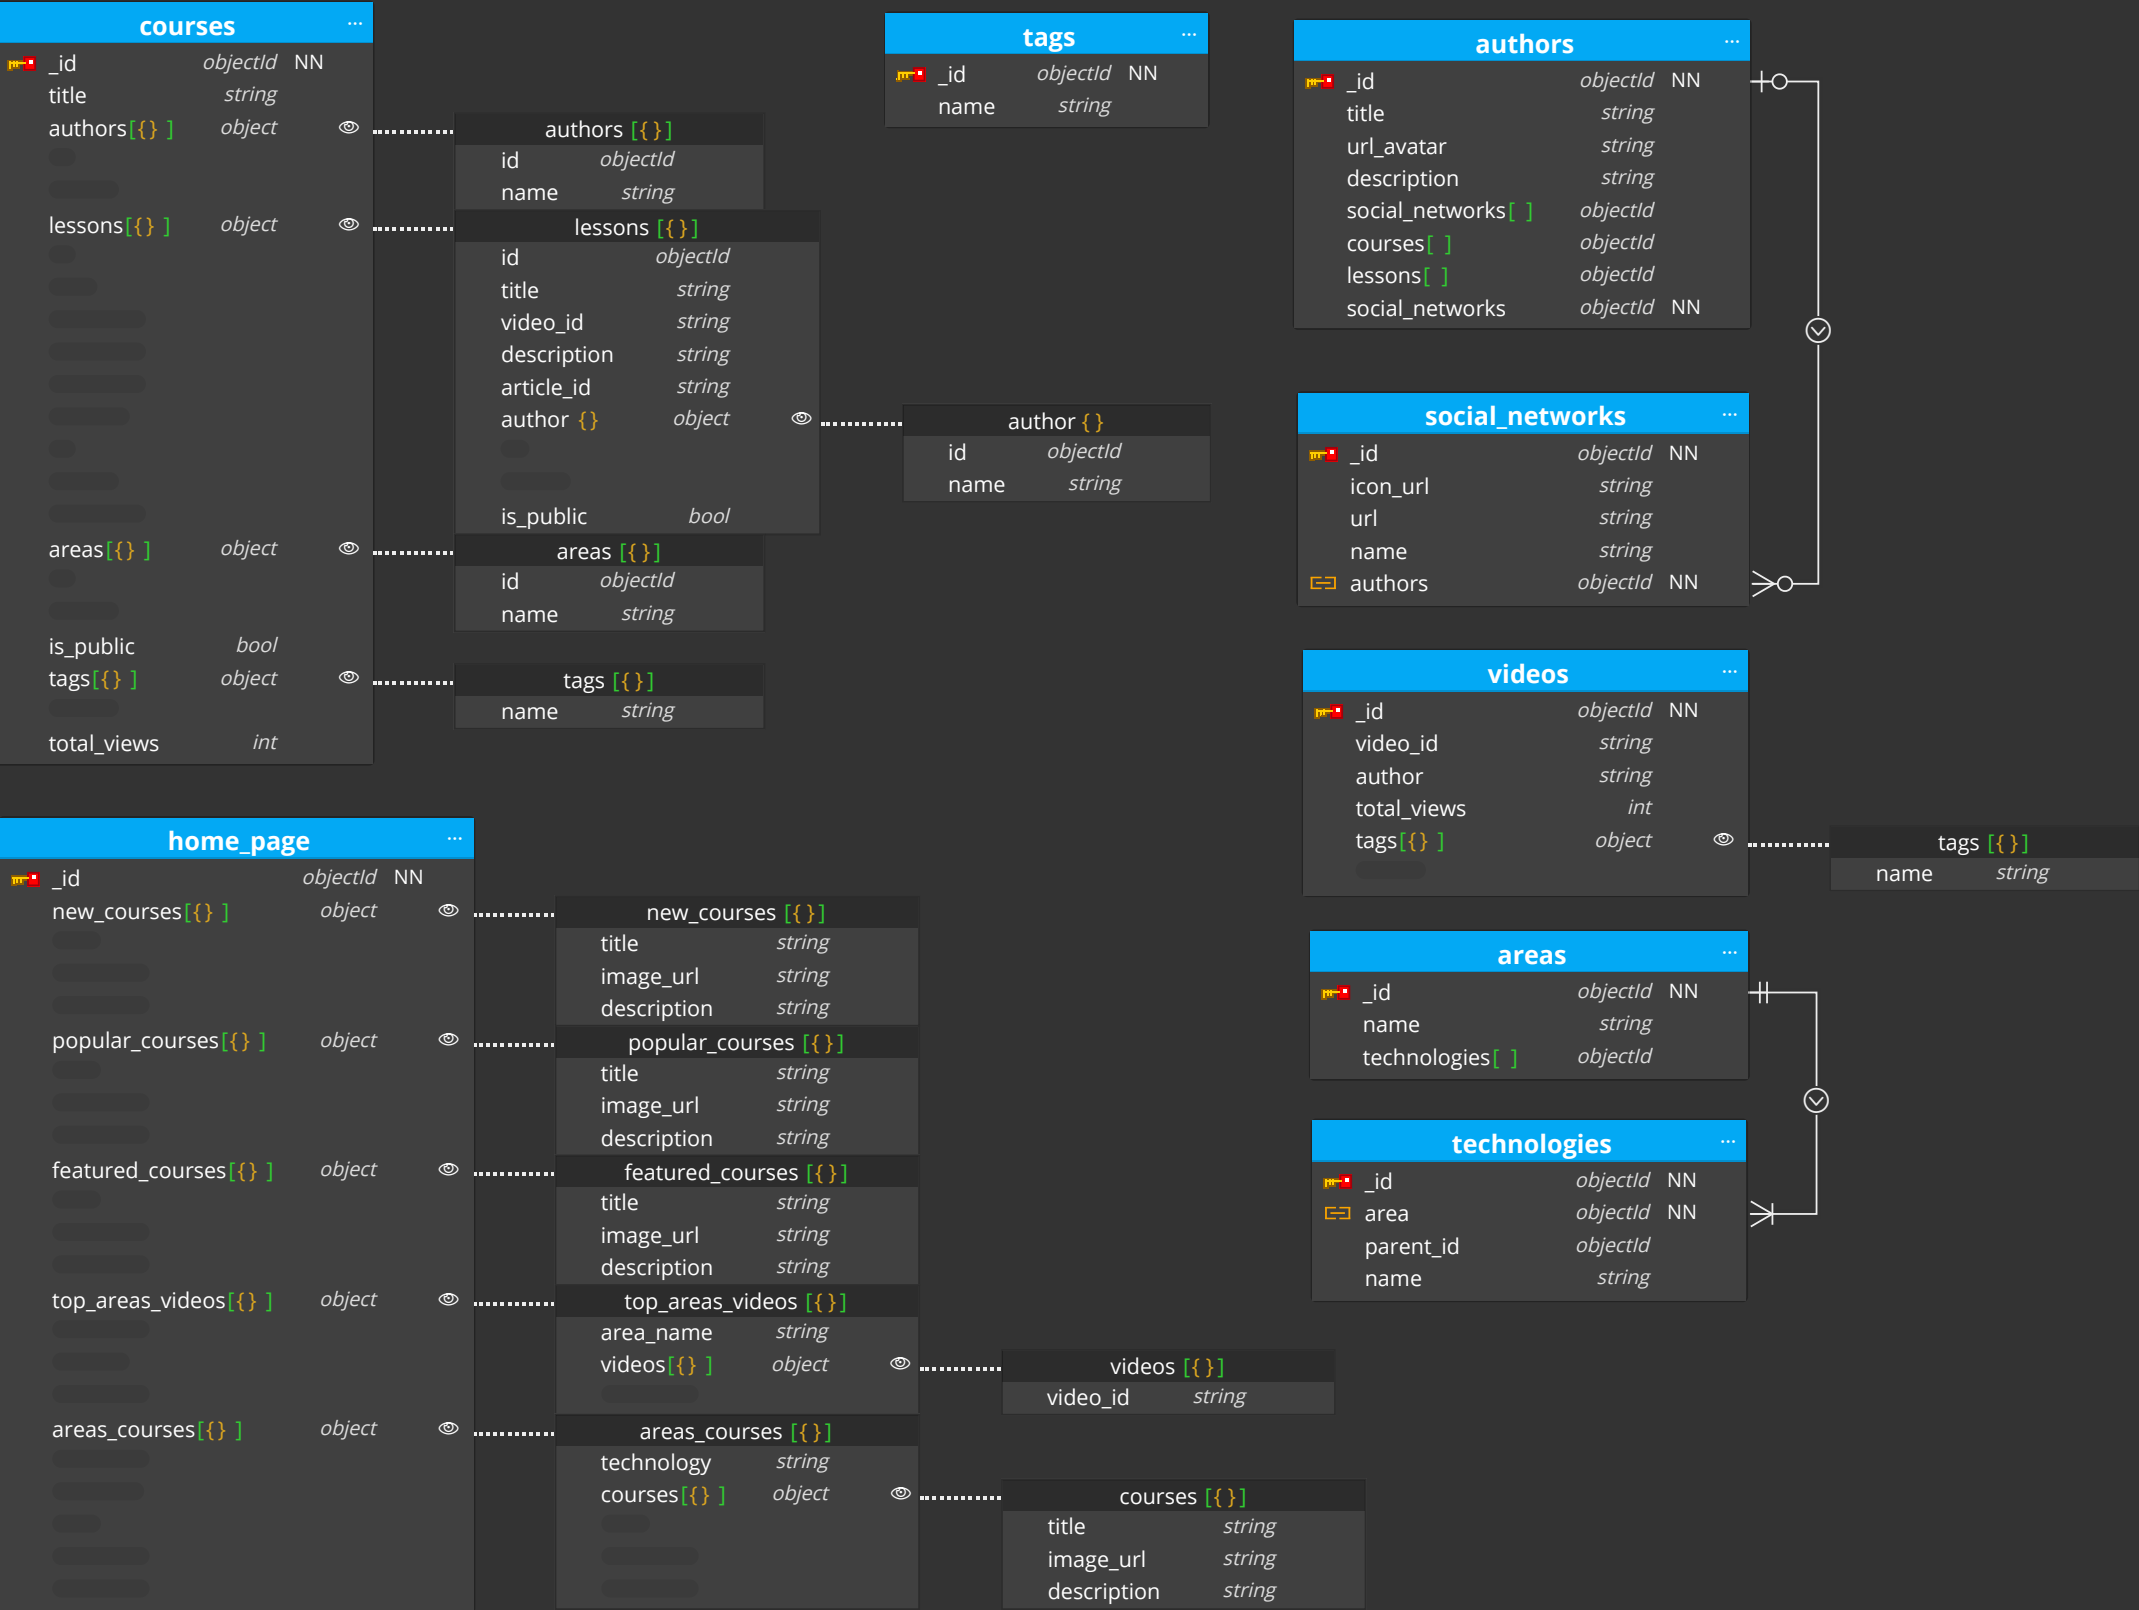 courses ...
_id objectId NN
title string
authors[{} ] object
lessons[{} ] object
areas[{} ] object
is_public bool
tags[{} ] object
total_views int
authors [{}]
id objectId
name string
lessons [{}]
id objectId
title string
video_id string
description string
article_id string
author {} object
is_public bool
author {}
id objectId
name string
areas [{}]
id objectId
name string
tags [{}]
name string
tags ...
_id objectId NN
name string
authors ...
_id objectId NN
title string
url_avatar string
description string
social_networks[ ] objectId
courses[ ] objectId
lessons[ ] objectId
social_networks objectId NN
social_networks ...
_id objectId NN
icon_url string
url string
name string
authors objectId NN
videos ...
_id objectId NN
video_id string
author string
total_views int
tags[{} ] object
tags [{}]
name string
areas ...
_id objectId NN
name string
technologies[ ] objectId
technologies ...
_id objectId NN
area objectId NN
parent_id objectId
name string
home_page ...
_id objectId NN
new_courses[{} ] object
popular_courses[{} ] object
featured_courses[{} ] object
top_areas_videos[{} ] object
areas_courses[{} ] object
new_courses [{}]
title string
image_url string
description string
popular_courses [{}]
title string
image_url string
description string
featured_courses [{}]
title string
image_url string
description string
top_areas_videos [{}]
area_name string
videos[{} ] object
videos [{}]
video_id string
areas_courses [{}]
technology string
courses[{} ] object
courses [{}]
title string
image_url string
description string